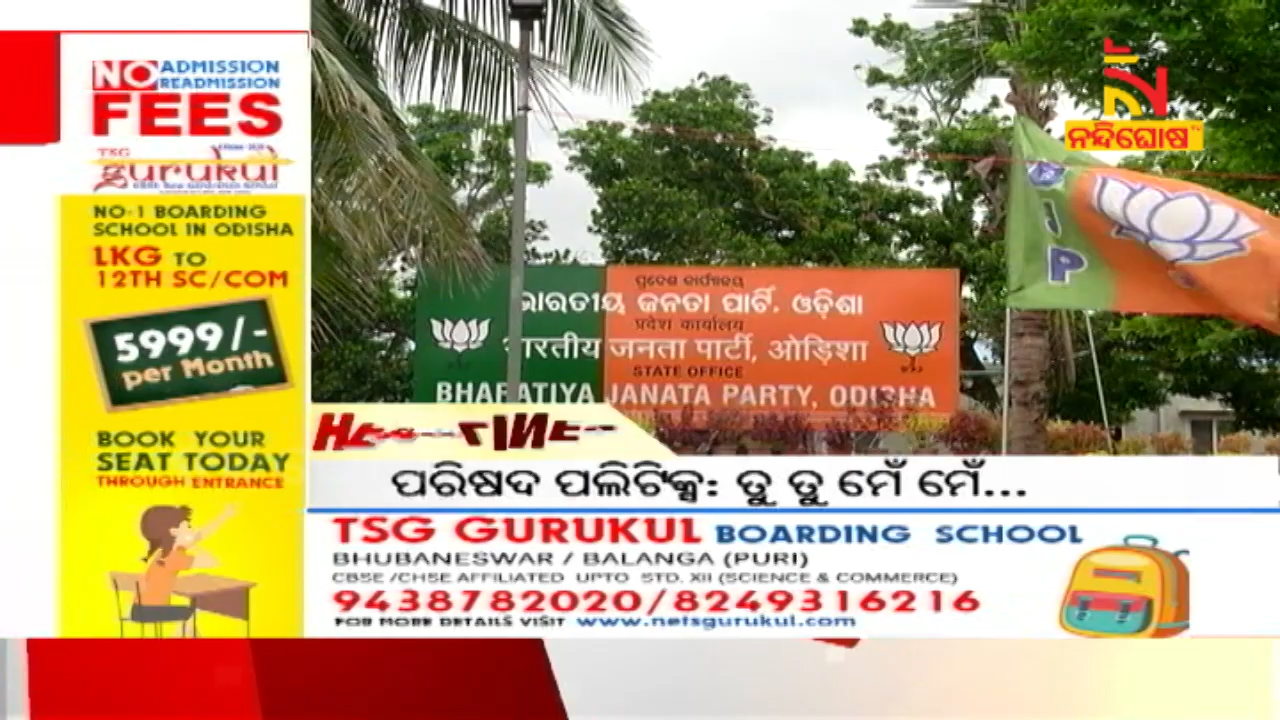 NO ADMISSION
READMISSION
FEES
TSG
gurukul
NO-1 BOARDING
SCHOOL IN ODISHA
LKG TO
12TH SC/COM
5999/-
per Month
BOOK YOUR
SEAT TODAY
THROUGH ENTRANCE
ନନ୍ଦିଘୋଷ
ପ୍ରଦେଶ କାର୍ଯ୍ୟାଳୟ
ଭାରତୀୟ ଜନତା ପାର୍ଟି, ଓଡ଼ିଶା
प्रदेश कार्यालय
भारतीय जनता पार्टी, ओड़िशा
STATE OFFICE
BHARATIYA JANATA PARTY, ODISHA
ପରିଷଦ ପଲିଟିକ୍ସ: ତୁ ତୁ ମେଁ ମେଁ...
TSG GURUKUL BOARDING SCHOOL
BHUBANESWAR / BALANGA (PURI)
CBSE /CHSE AFFILIATED UPTO STD. XII (SCIENCE & COMMERCE)
9438782020/8249316216
FOR MORE DETAILS VISIT www.netsgurukul.com